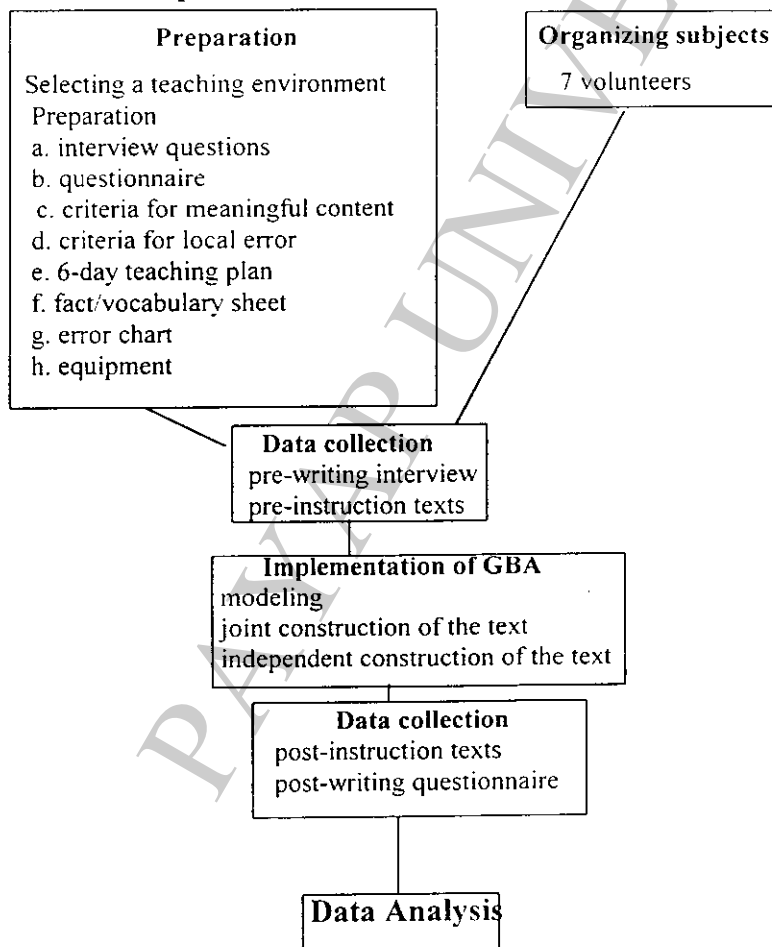 Preparation
Selecting a teaching environment
Preparation
a. interview questions
b. questionnaire
c. criteria for meaningful content
d. criteria for local error
e. 6-day teaching plan
f. fact/vocabulary sheet
g. error chart
h. equipment
Organizing subjects
7 volunteers
Data collection
pre-writing interview
pre-instruction texts
Implementation of GBA
modeling
joint construction of the text
independent construction of the text
Data collection
post-instruction texts
post-writing questionnaire
Data Analysis
PAYAP UNIVE